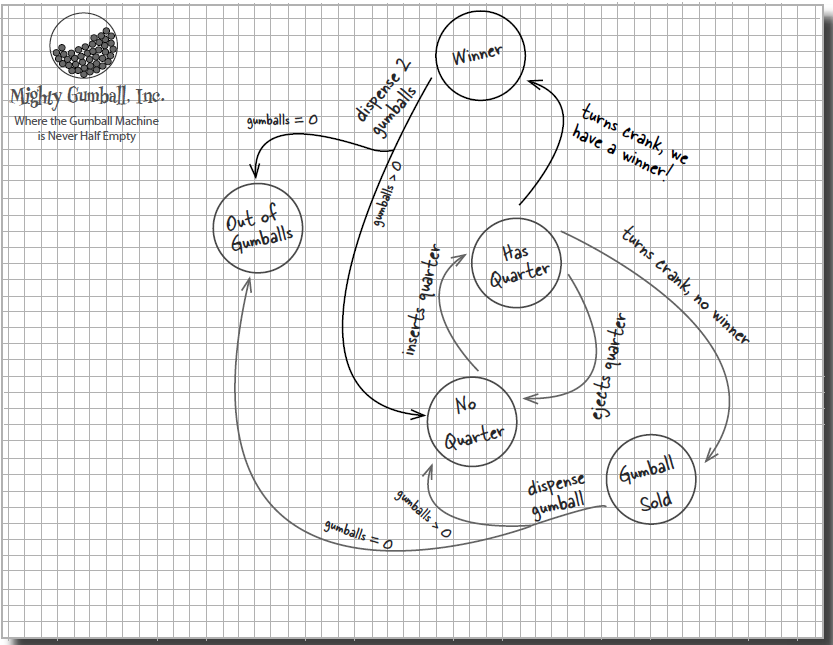 Mighty Gumball, Inc.
Where the Gumball Machine
is Never Half Empty
Winner
dispense 2
gumballs
gumballs = 0
gumballs > 0
turns crank, we
have a winner!
Out of
Gumballs
Has
Quarter
inserts quarter
turns crank, no winner
ejects quarter
No
Quarter
Gumball
Sold
dispense
gumball
gumballs > 0
gumballs = 0